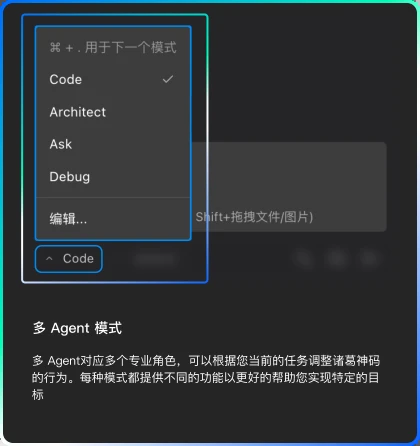 ⌘ + . 用于下一个模式
Code
Architect
Ask
Debug
编辑...
Shift+拖拽文件/图片)
Code
多 Agent 模式
多 Agent对应多个专业角色，可以根据您当前的任务调整诸葛神码
的行为。每种模式都提供不同的功能以更好的帮助您实现特定的目
标